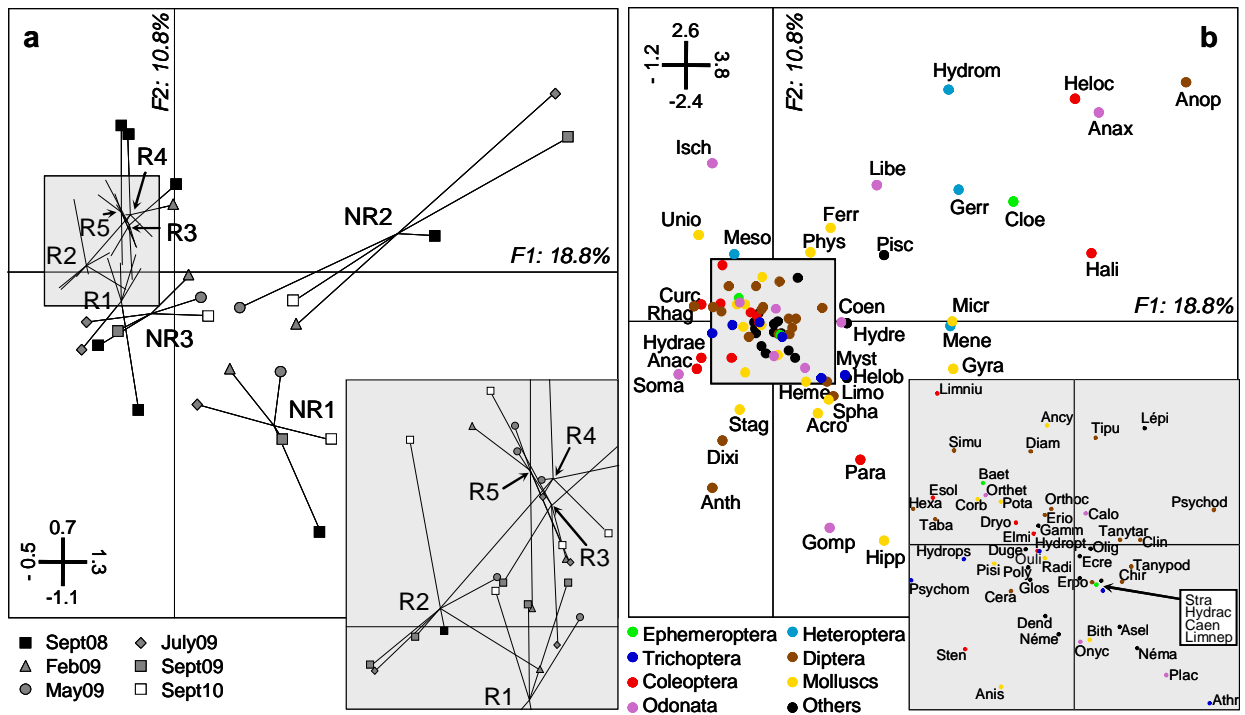 a
F2: 10.8%
R4
R5
R3
R2
R1
NR2
F1: 18.8%
NR3
NR1
0.7
- 0.5
1.3
-1.1
R4
R5
R3
R2
R1
Sept08
July09
Feb09
Sept09
May09
Sept10
b
F2: 10.8%
2.6
- 1.2
3.8
-2.4
Hydrom
Heloc
Anop
Anax
Isch
Libe
Gerr
Cloe
Unio
Ferr
Meso
Phys
Pisc
Hali
F1: 18.8%
Curc
Rhag
Coen
Micr
Hydre
Mene
Hydrae
Anac
Myst
Gyra
Soma
Helob
Heme
Limo
Spha
Stag
Acro
Dixi
Para
Anth
Gomp
Hipp
Limniu
Ancy
Lépi
Tipu
Simu
Diam
Baet
Esol
Orthet
Hexa
Corb
Pota
Orthoc
Psychod
Taba
Erio
Calo
Dryo
Gamm
Elmi
Tanytar
Hydropt
Clin
Hydrops
Duge
Olig
Ouli
Ecre
Pisi
Poly
Radi
Tanypod
Psychom
Glos
Erpo
Chir
Cera
Stra
Hydrac
Caen
Limnep
Dend
Néme
Bith
Asel
Sten
Onyc
Néma
Plac
Anis
Athr
Ephemeroptera
Heteroptera
Trichoptera
Diptera
Coleoptera
Molluscs
Odonata
Others